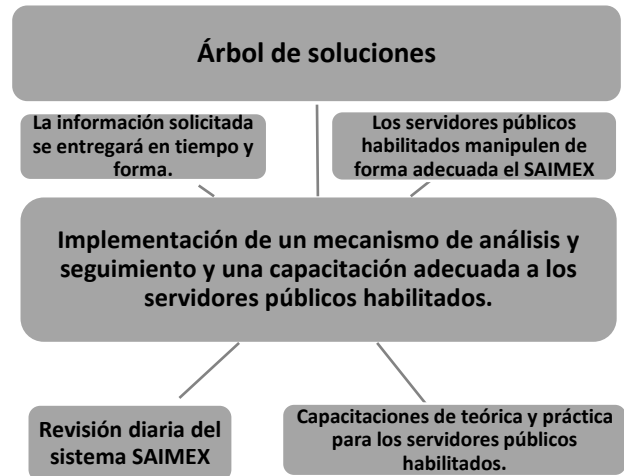 Árbol de soluciones
La información solicitada
se entregará en tiempo y
forma.
Los servidores públicos
habilitados manipulen de
forma adecuada el SAIMEX
Implementación de un mecanismo de análisis y
seguimiento y una capacitación adecuada a los
servidores públicos habilitados.
Revisión diaria del
sistema SAIMEX
Capacitaciones de teórica y práctica
para los servidores públicos
habilitados.